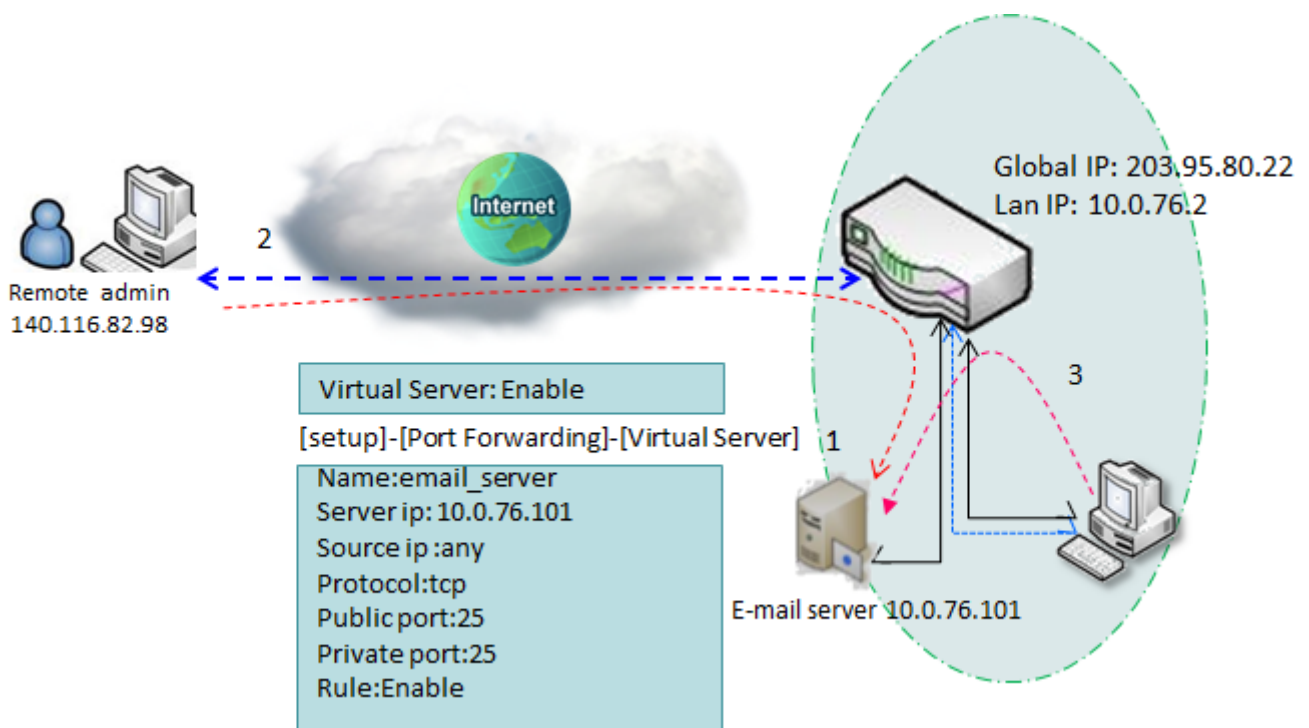 Global IP: 203.95.80.22
Lan IP: 10.0.76.2
Internet
2
Remote admin
140.116.82.98
3
Virtual Server: Enable
[setup]-[Port Forwarding]-[Virtual Server]
1
Name:email_server
Server ip: 10.0.76.101
Source ip :any
Protocol:tcp
Public port:25
Private port:25
Rule:Enable
E-mail server 10.0.76.101